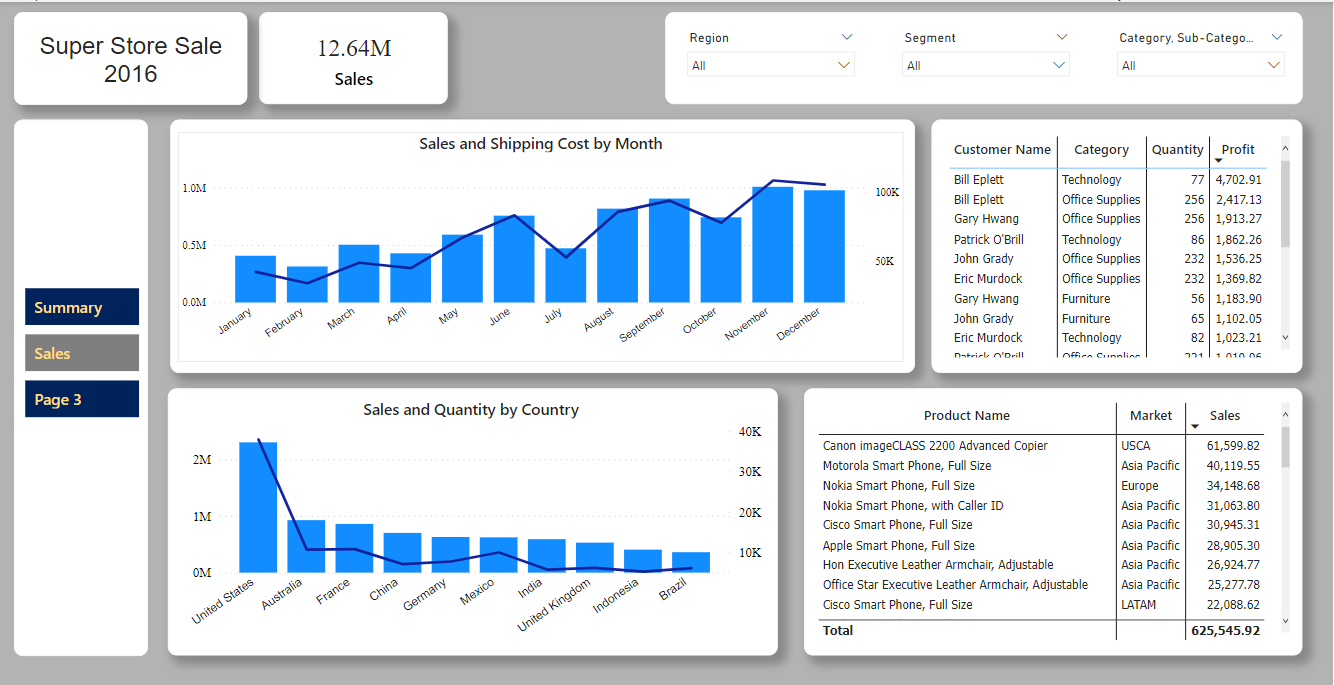 Super Store Sale
2016
12.64M
Sales
Region
All
Segment
All
Category, Sub-Catego...
All
Summary
Sales
Page 3
Sales and Shipping Cost by Month
1.0M
0.5M
0.0M
100K
50K
January
February
March
April
May
June
July
August
September
October
November
December
Customer Name Category Quantity Profit
Bill Eplett Technology 77 4,702.91
Bill Eplett Office Supplies 256 2,417.13
Gary Hwang Office Supplies 256 1,913.27
Patrick O'Brill Technology 86 1,862.26
John Grady Office Supplies 232 1,536.25
Eric Murdock Office Supplies 232 1,369.82
Gary Hwang Furniture 56 1,183.90
John Grady Furniture 65 1,102.05
Eric Murdock Technology 82 1,023.21
Patrick O'Brill Office Supplies
Sales and Quantity by Country
2M
1M
0M
40K
30K
20K
10K
United States
Australia
France
China
Germany
Mexico
India
United Kingdom
Indonesia
Brazil
Product Name Market Sales
Canon imageCLASS 2200 Advanced Copier USCA 61,599.82
Motorola Smart Phone, Full Size Asia Pacific 40,119.55
Nokia Smart Phone, Full Size Europe 34,148.68
Nokia Smart Phone, with Caller ID Asia Pacific 31,063.80
Cisco Smart Phone, Full Size Asia Pacific 30,945.31
Apple Smart Phone, Full Size Asia Pacific 28,905.30
Hon Executive Leather Armchair, Adjustable Asia Pacific 26,924.77
Office Star Executive Leather Armchair, Adjustable Asia Pacific 25,277.78
Cisco Smart Phone, Full Size LATAM 22,088.62
Total 625,545.92